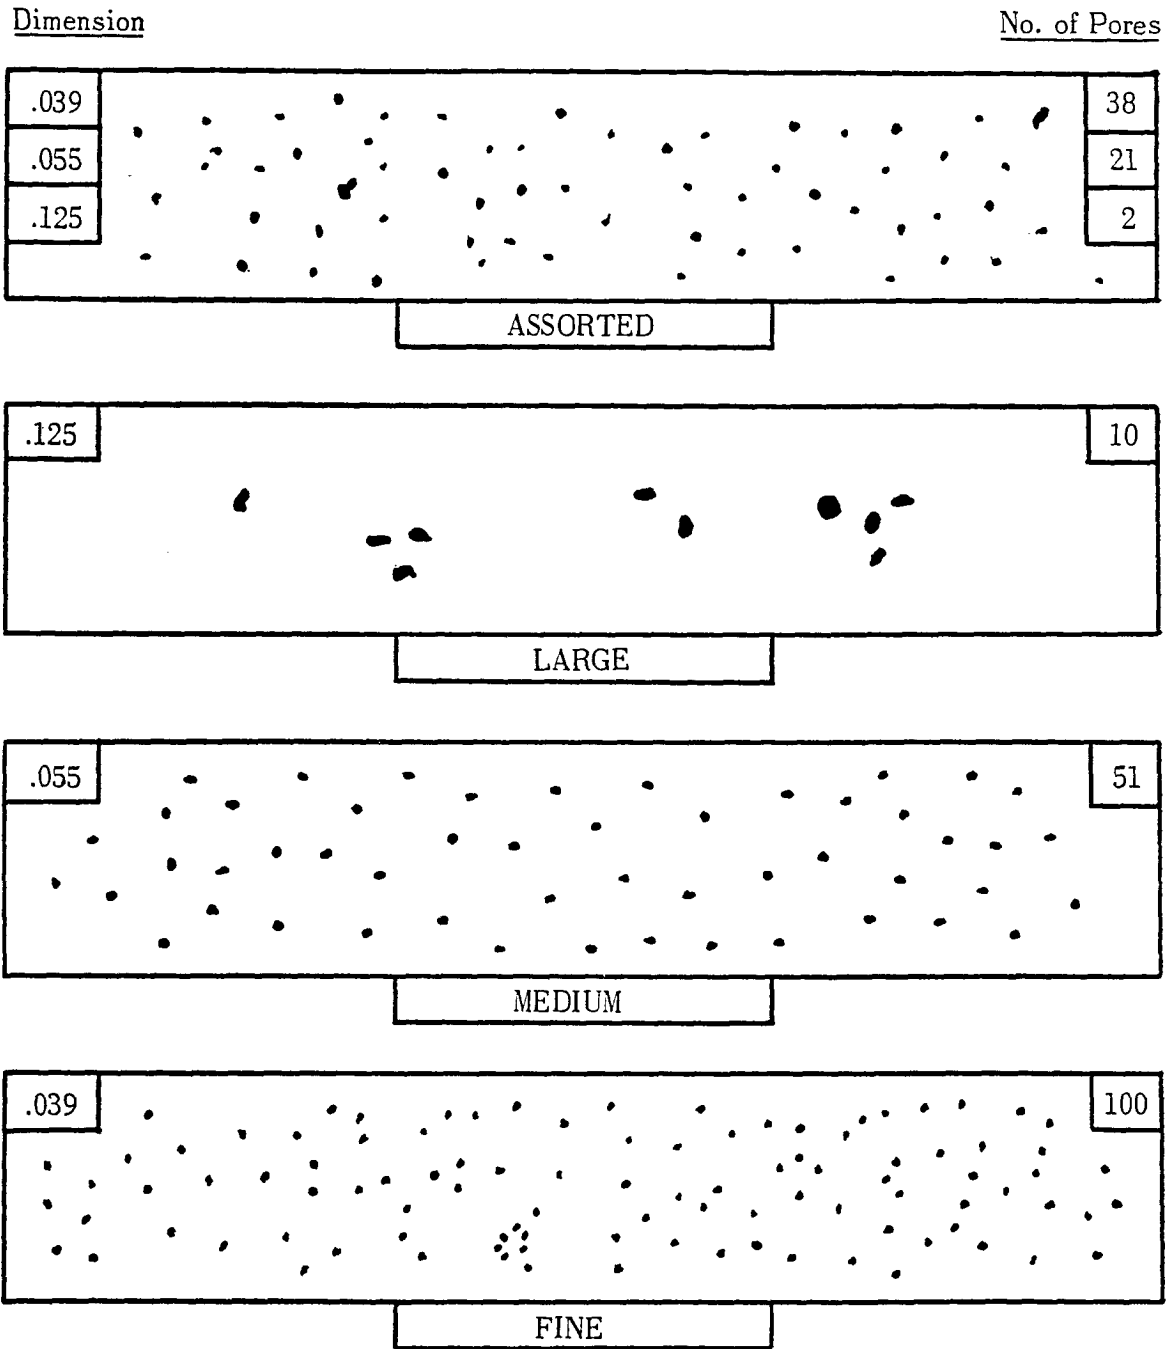 Dimension No. of Pores
.039 38
.055 21
.125 2
ASSORTED
.125 10
LARGE
.055 51
MEDIUM
.039 100
FINE